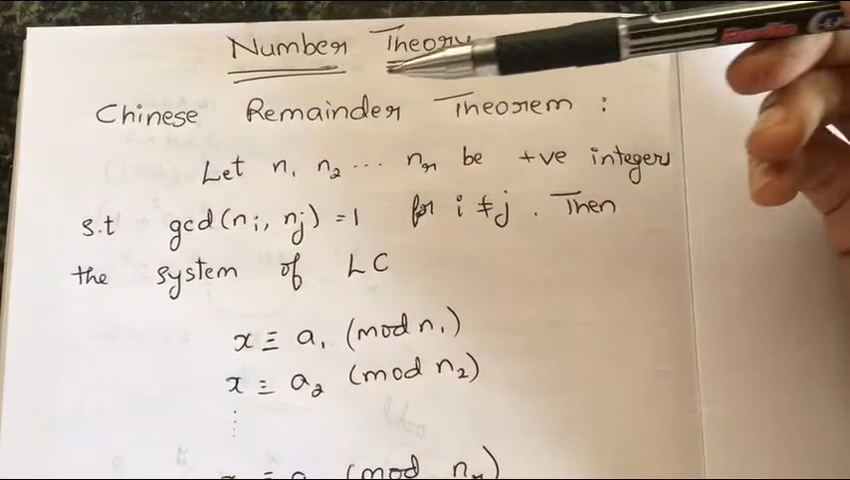 Number Theory
Chinese Remainder Theorem :
Let n₁ n₂ ... nₙ be +ve integers
s.t gcd(nᵢ, nⱼ) = 1 for i ≠ j . Then
the system of LC
x ≡ a₁ (mod n₁)
x ≡ a₂ (mod n₂)
⋮